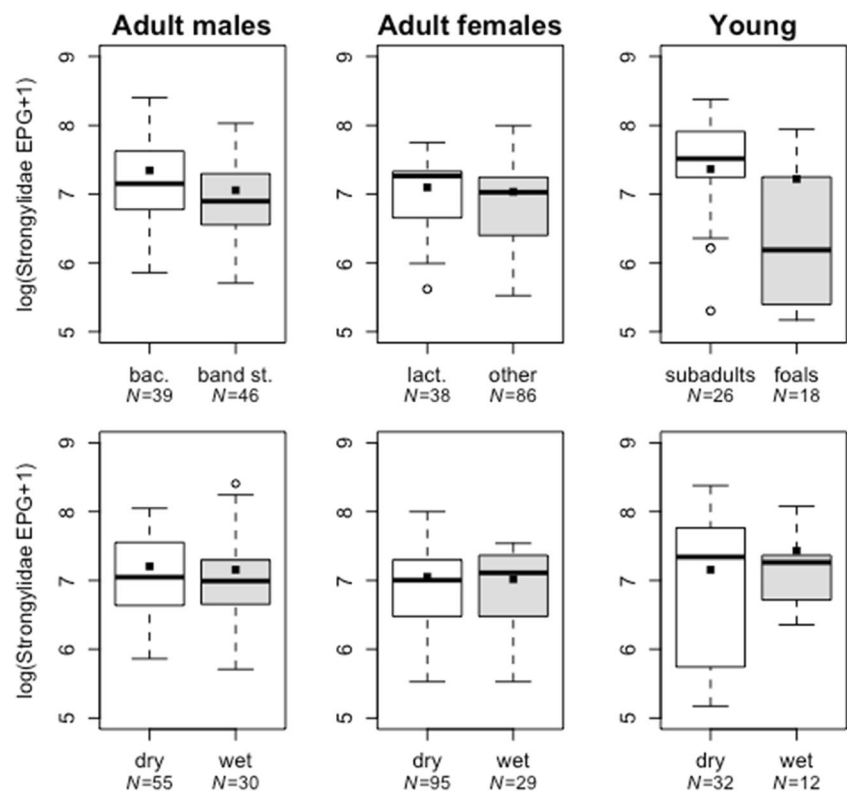 Adult males Adult females Young
log(Strongylidae EPG+1)
9 9 9
8 8 8
7 7 7
6 6 6
5 5 5
bac. band st. lact. other subadults foals
N=39 N=46 N=38 N=86 N=26 N=18
log(Strongylidae EPG+1)
9 9 9
8 8 8
7 7 7
6 6 6
5 5 5
dry wet dry wet dry wet
N=55 N=30 N=95 N=29 N=32 N=12